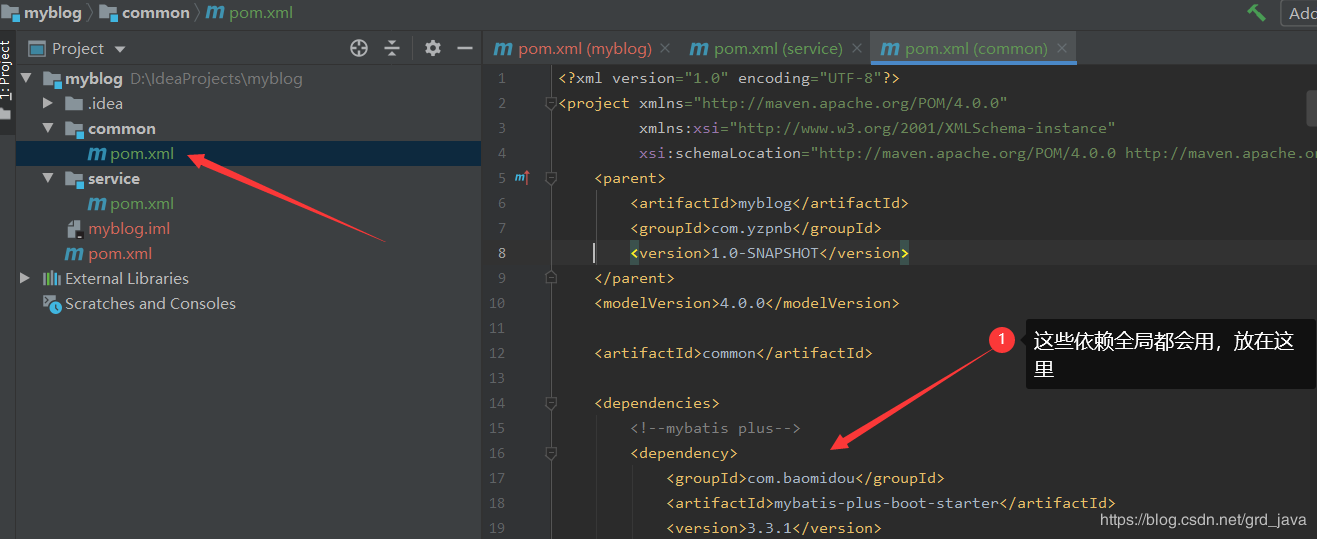 myblog common pom.xml
Add
1: Project
Project
myblog D:\IdeaProjects\myblog
.idea
common
pom.xml
service
pom.xml
myblog.iml
pom.xml
External Libraries
Scratches and Consoles
pom.xml (myblog) pom.xml (service) pom.xml (common)
1 <?xml version="1.0" encoding="UTF-8"?>
2 <project xmlns="http://maven.apache.org/POM/4.0.0"
3 xmlns:xsi="http://www.w3.org/2001/XMLSchema-instance"
4 xsi:schemaLocation="http://maven.apache.org/POM/4.0.0 http://maven.apache.or
5 <parent>
6 <artifactId>myblog</artifactId>
7 <groupId>com.yzpnb</groupId>
8 <version>1.0-SNAPSHOT</version>
9 </parent>
10 <modelVersion>4.0.0</modelVersion>
11
12 <artifactId>common</artifactId>
13
14 <dependencies>
15 <!--mybatis plus-->
16 <dependency>
17 <groupId>com.baomidou</groupId>
18 <artifactId>mybatis-plus-boot-starter</artifactId>
19 <version>3.3.1</version>
1 这些依赖全局都会用，放在这
里
https://blog.csdn.net/grd_java